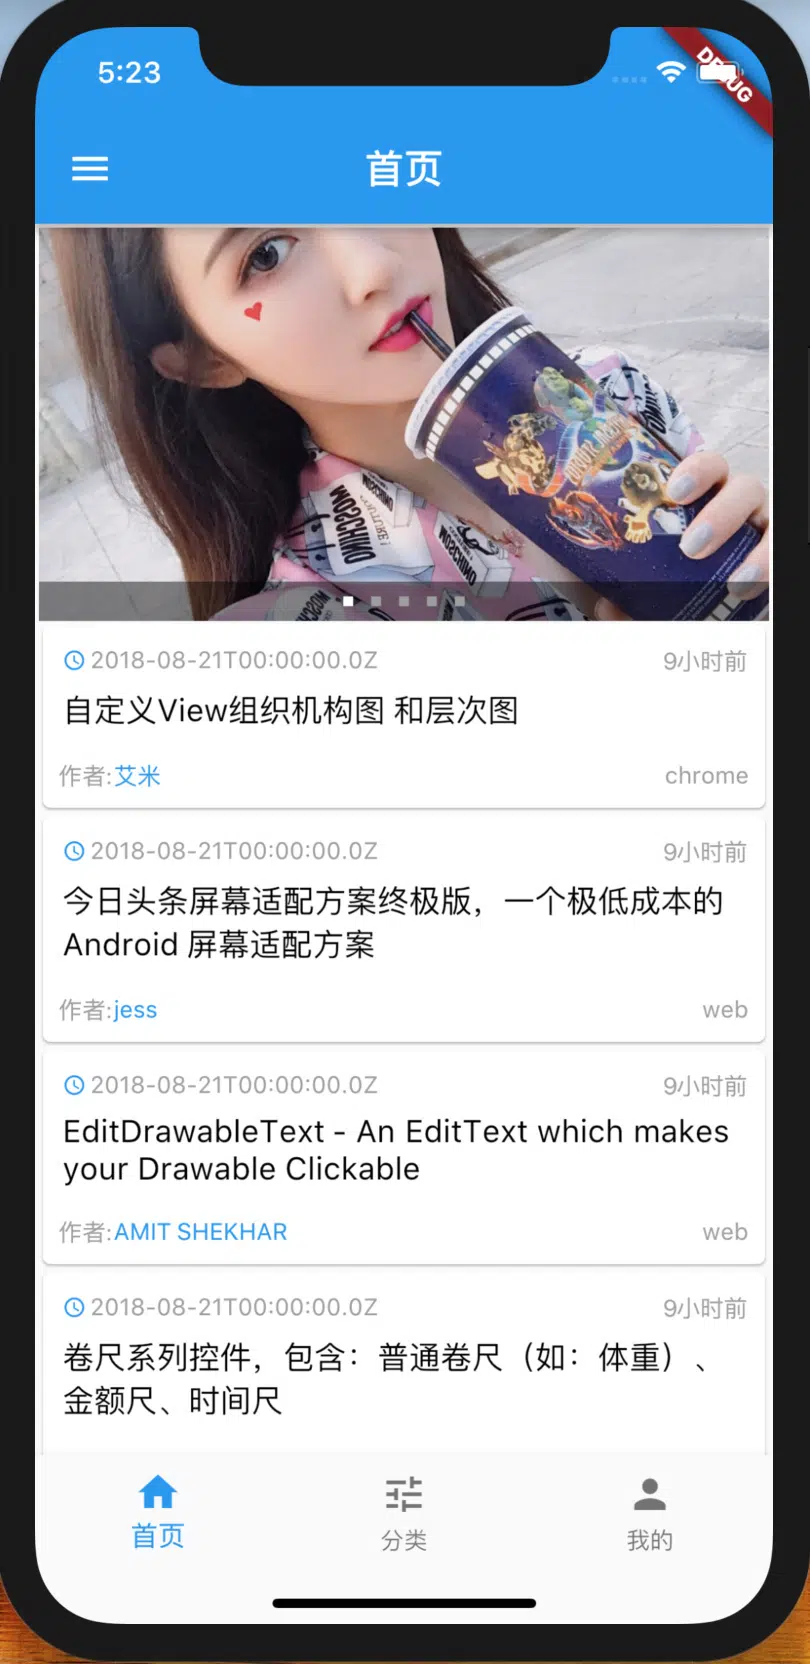 5:23
DEBUG
首页
MOSCHINO
MOSCHINO
2018-08-21T00:00:00.0Z 9小时前
自定义View组织机构图 和层次图
作者:艾米 chrome
2018-08-21T00:00:00.0Z 9小时前
今日头条屏幕适配方案终极版，一个极低成本的
Android 屏幕适配方案
作者:jess web
2018-08-21T00:00:00.0Z 9小时前
EditDrawableText - An EditText which makes
your Drawable Clickable
作者:AMIT SHEKHAR web
2018-08-21T00:00:00.0Z 9小时前
卷尺系列控件，包含：普通卷尺（如：体重）、
金额尺、时间尺
首页 分类 我的